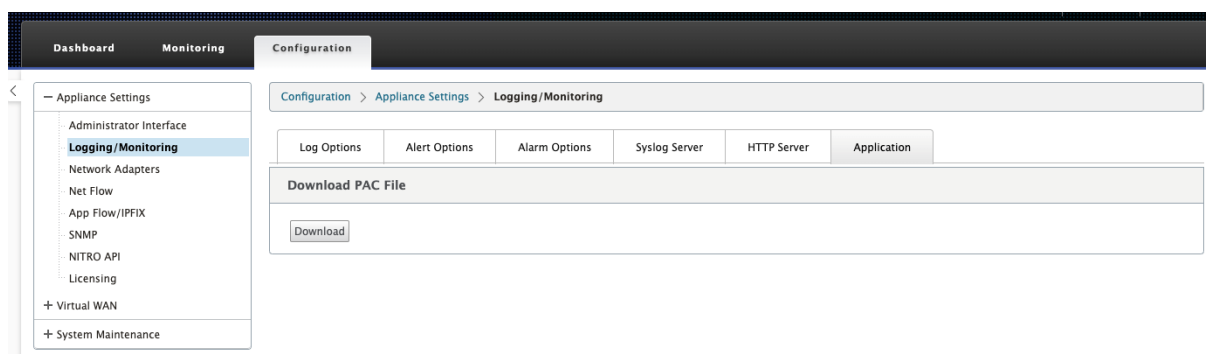 Dashboard Monitoring Configuration
− Appliance Settings
Administrator Interface
Logging/Monitoring
Network Adapters
Net Flow
App Flow/IPFIX
SNMP
NITRO API
Licensing
+ Virtual WAN
+ System Maintenance
Configuration > Appliance Settings > Logging/Monitoring
Log Options Alert Options Alarm Options Syslog Server HTTP Server Application
Download PAC File
Download